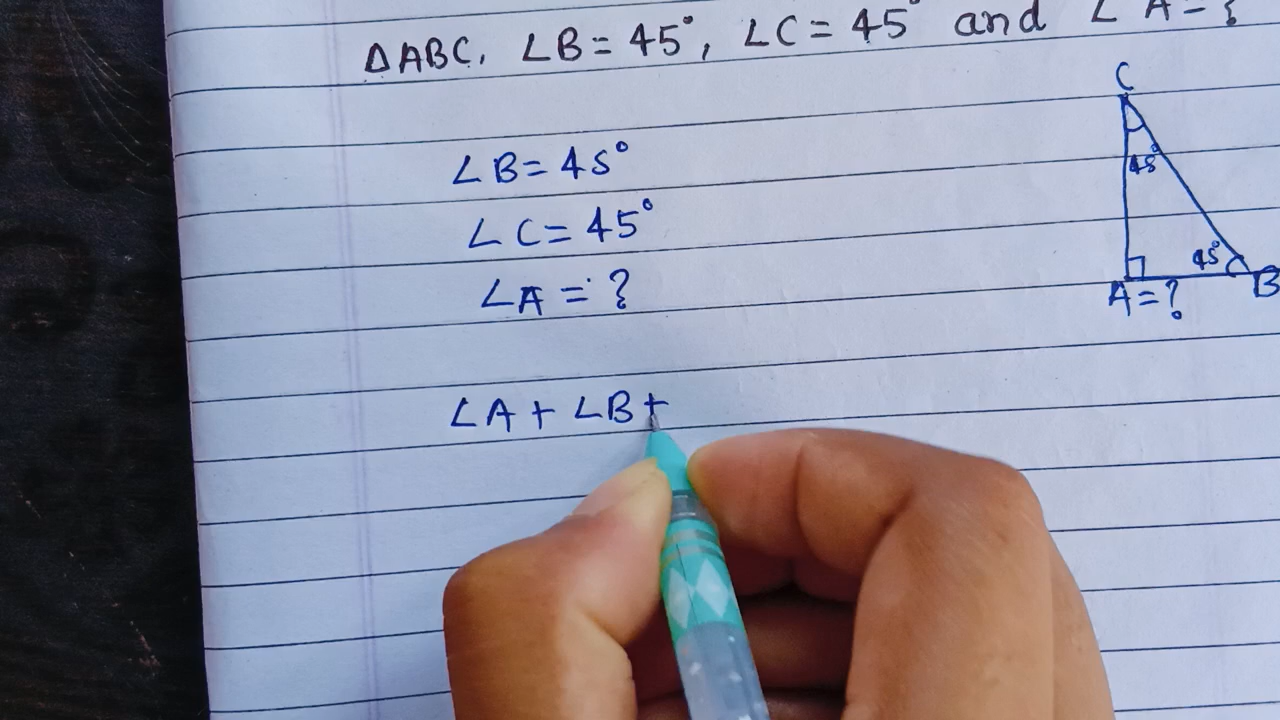 ΔABC, ∠B = 45°, ∠C = 45° and ∠A = ?
∠B = 45°
∠C = 45°
∠A = ?
∠A + ∠B +
C
45°
45°
A = ?
B